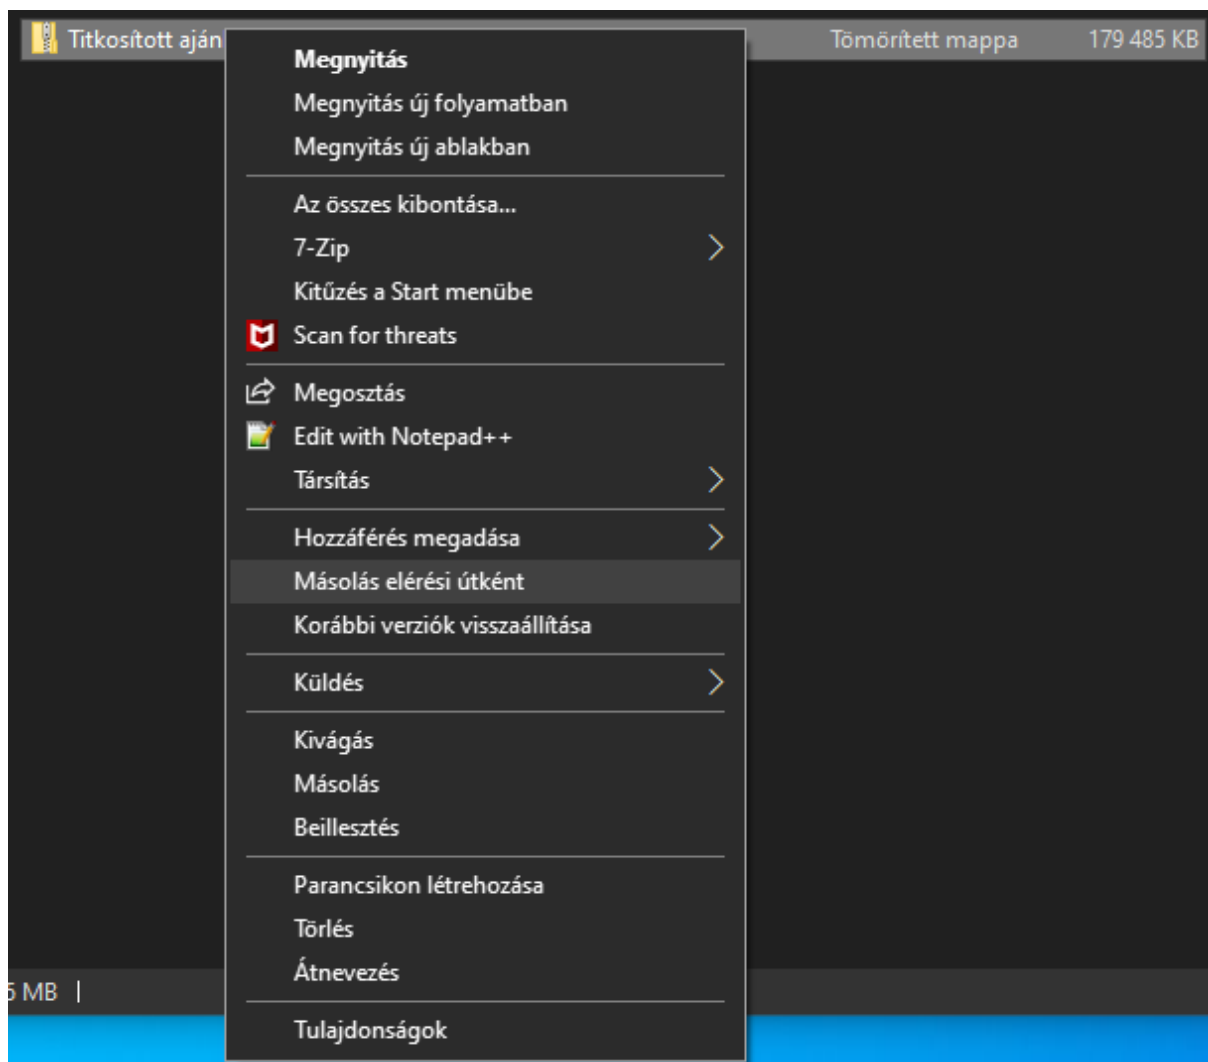 Titkosított aján
Tömörített mappa
179 485 KB
Megnyitás
Megnyitás új folyamatban
Megnyitás új ablakban
Az összes kibontása...
7-Zip
Kitűzés a Start menübe
Scan for threats
Megosztás
Edit with Notepad++
Társítás
Hozzáférés megadása
Másolás elérési útként
Korábbi verziók visszaállítása
Küldés
Kivágás
Másolás
Beillesztés
Parancsikon létrehozása
Törlés
Átnevezés
MB
Tulajdonságok